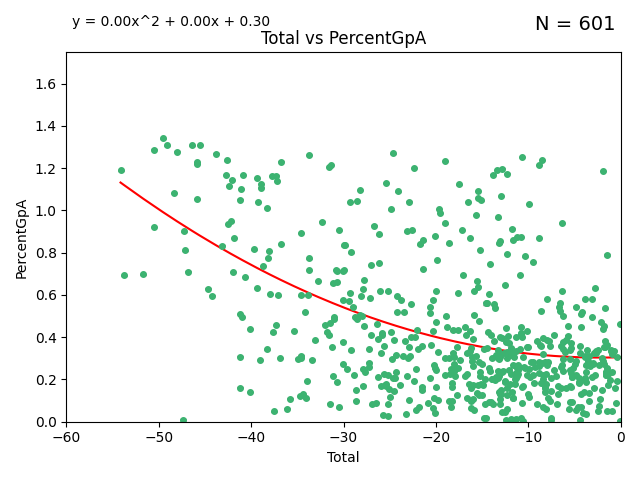 y = 0.00x^2 + 0.00x + 0.30
N = 601
Total vs PercentGpA
PercentGpA
1.6
1.4
1.2
1.0
0.8
0.6
0.4
0.2
0.0
−60 −50 −40 −30 −20 −10 0
Total